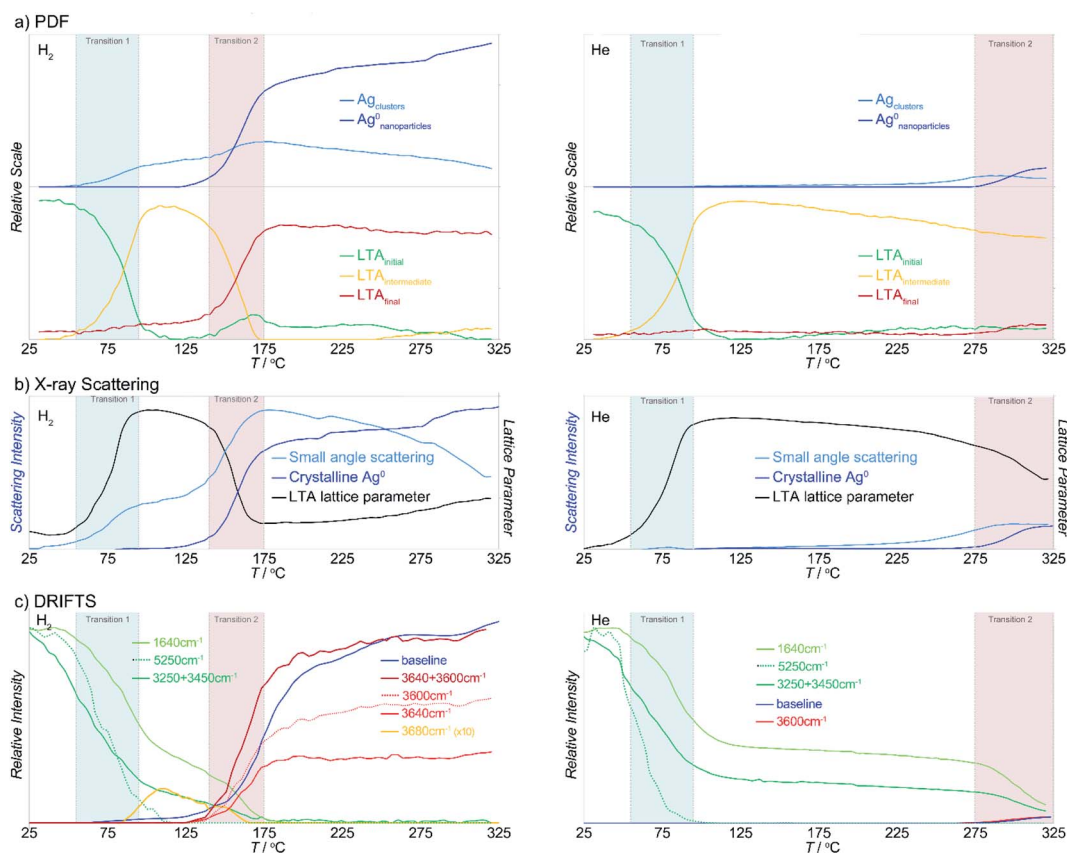 a) PDF
H2 Transition 1 Transition 2
He Transition 1 Transition 2
Relative Scale
Agclusters
Ag0nanoparticles
LTAinitial
LTAintermediate
LTAfinal
Relative Scale
Agclusters
Ag0nanoparticles
LTAinitial
LTAintermediate
LTAfinal
25 75 125 175 225 275 325
T / °C
25 75 125 175 225 275 325
T / °C
b) X-ray Scattering
H2 Transition 1 Transition 2
He Transition 1 Transition 2
Scattering Intensity
Small angle scattering
Crystalline Ag0
LTA lattice parameter
Lattice Parameter
Scattering Intensity
Small angle scattering
Crystalline Ag0
LTA lattice parameter
Lattice Parameter
25 75 125 175 225 275 325
T / °C
25 75 125 175 225 275 325
T / °C
c) DRIFTS
H2 Transition 1 Transition 2
He Transition 1 Transition 2
Relative Intensity
1640cm-1
5250cm-1
3250+3450cm-1
baseline
3640+3600cm-1
3600cm-1
3640cm-1
3680cm-1 (x10)
Relative Intensity
1640cm-1
5250cm-1
3250+3450cm-1
baseline
3600cm-1
25 75 125 175 225 275 325
T / °C
25 75 125 175 225 275 325
T / °C